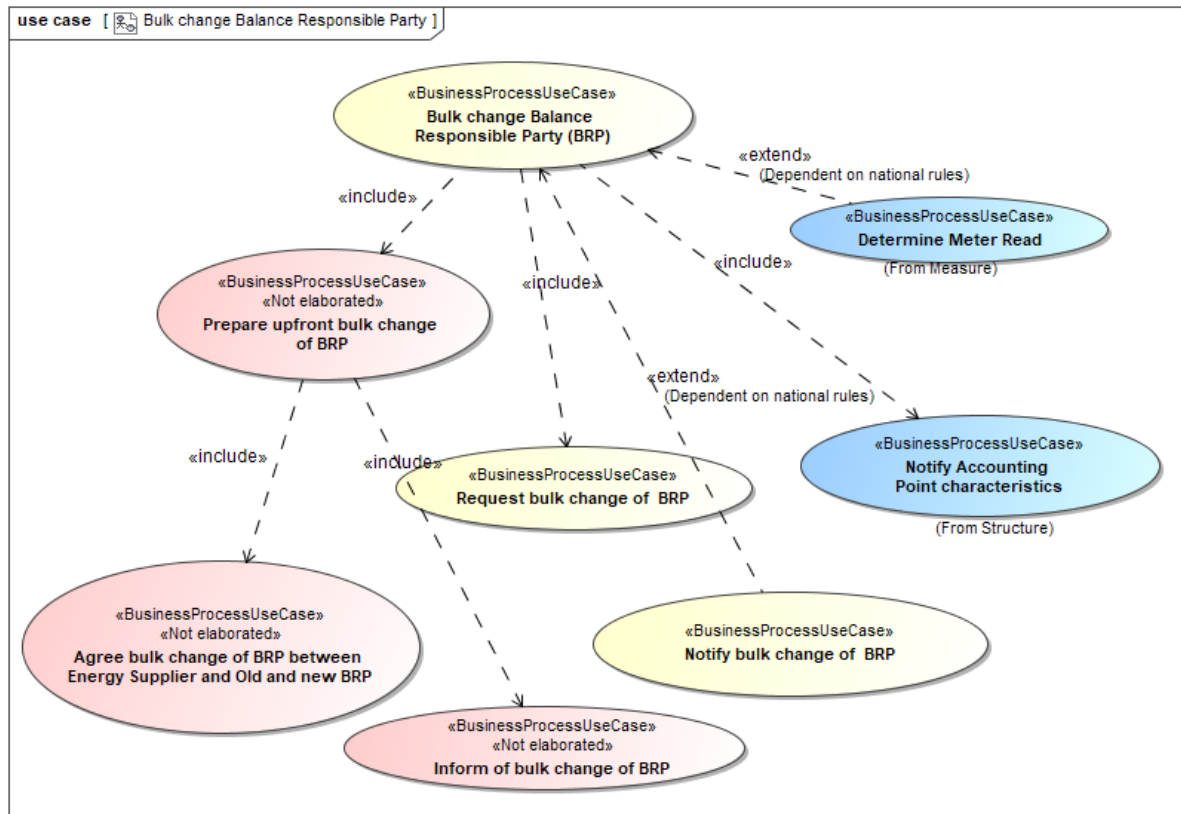 use case [ Bulk change Balance Responsible Party ]
«BusinessProcessUseCase»
Bulk change Balance
Responsible Party (BRP)
«extend»
(Dependent on national rules)
«include»
«BusinessProcessUseCase»
Determine Meter Read
(From Measure)
«include»
«include»
«BusinessProcessUseCase»
«Not elaborated»
Prepare upfront bulk change
of BRP
«extend»
(Dependent on national rules)
«BusinessProcessUseCase»
Notify Accounting
Point characteristics
(From Structure)
«include»
«include»
«BusinessProcessUseCase»
Request bulk change of BRP
«BusinessProcessUseCase»
«Not elaborated»
Agree bulk change of BRP between
Energy Supplier and Old and new BRP
«BusinessProcessUseCase»
Notify bulk change of BRP
«BusinessProcessUseCase»
«Not elaborated»
Inform of bulk change of BRP